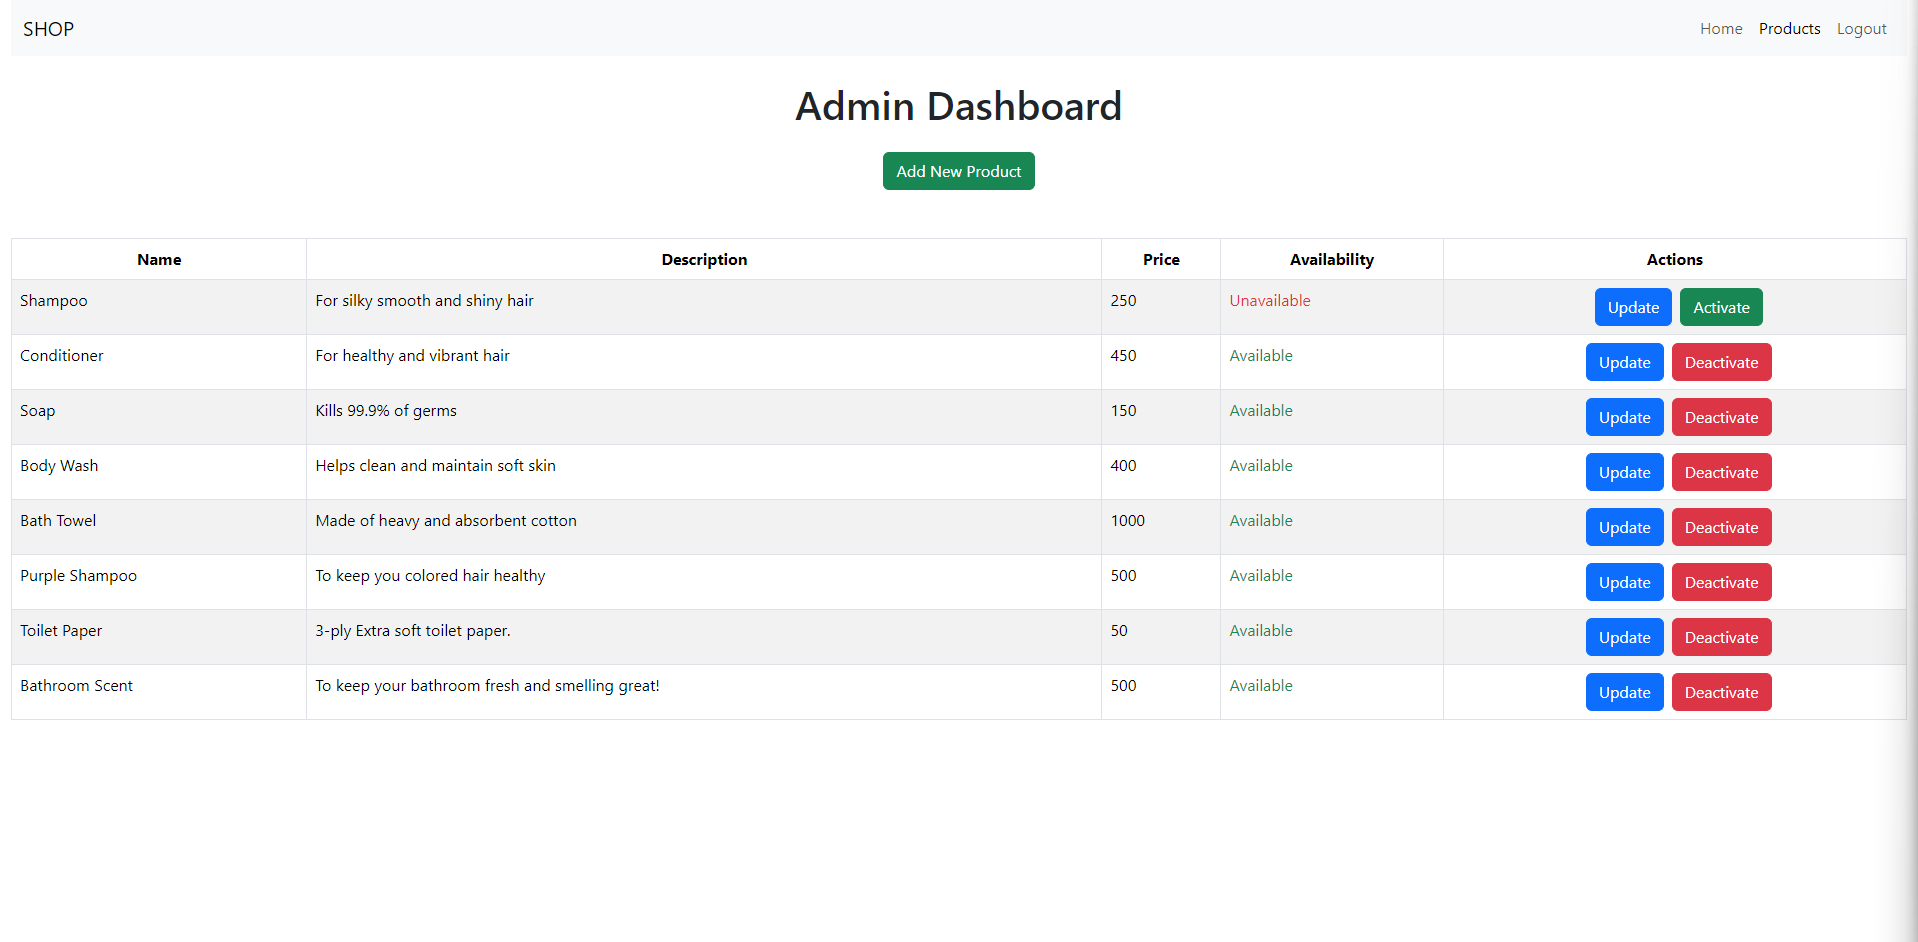 SHOP Home Products Logout
Admin Dashboard
Add New Product
Name Description Price Availability Actions
Shampoo For silky smooth and shiny hair 250 Unavailable Update Activate
Conditioner For healthy and vibrant hair 450 Available Update Deactivate
Soap Kills 99.9% of germs 150 Available Update Deactivate
Body Wash Helps clean and maintain soft skin 400 Available Update Deactivate
Bath Towel Made of heavy and absorbent cotton 1000 Available Update Deactivate
Purple Shampoo To keep you colored hair healthy 500 Available Update Deactivate
Toilet Paper 3-ply Extra soft toilet paper. 50 Available Update Deactivate
Bathroom Scent To keep your bathroom fresh and smelling great! 500 Available Update Deactivate